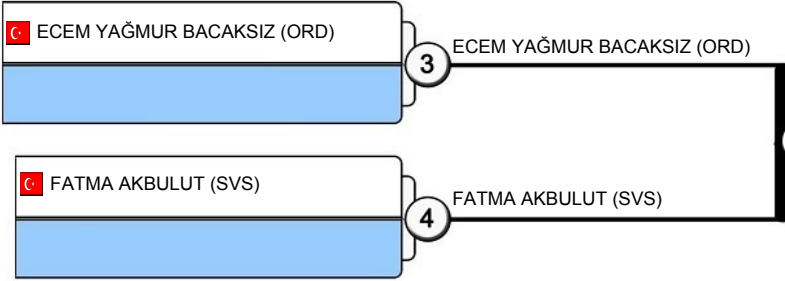 ECEM YAĞMUR BACAKSIZ (ORD)
3
ECEM YAĞMUR BACAKSIZ (ORD)
FATMA AKBULUT (SVS)
4
FATMA AKBULUT (SVS)